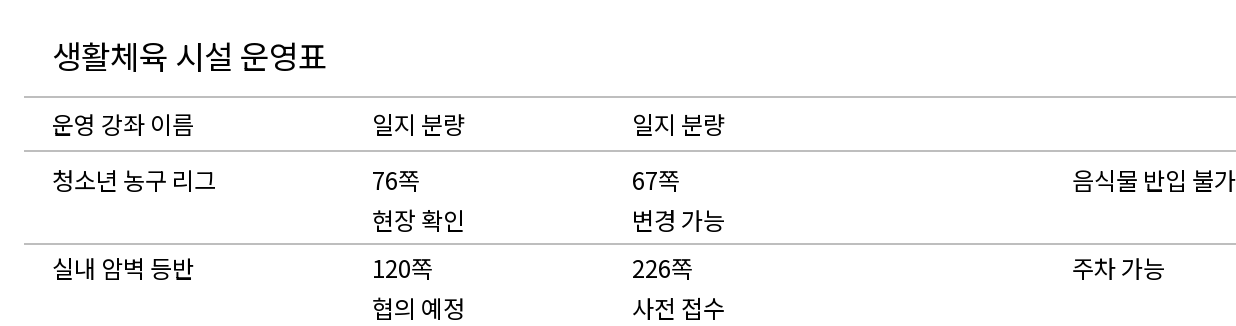 생활체육 시설 운영표
운영 강좌 이름 일지 분량 일지 분량
청소년 농구 리그 76쪽 67쪽 음식물 반입 불가
현장 확인 변경 가능
실내 암벽 등반 120쪽 226쪽 주차 가능
협의 예정 사전 접수